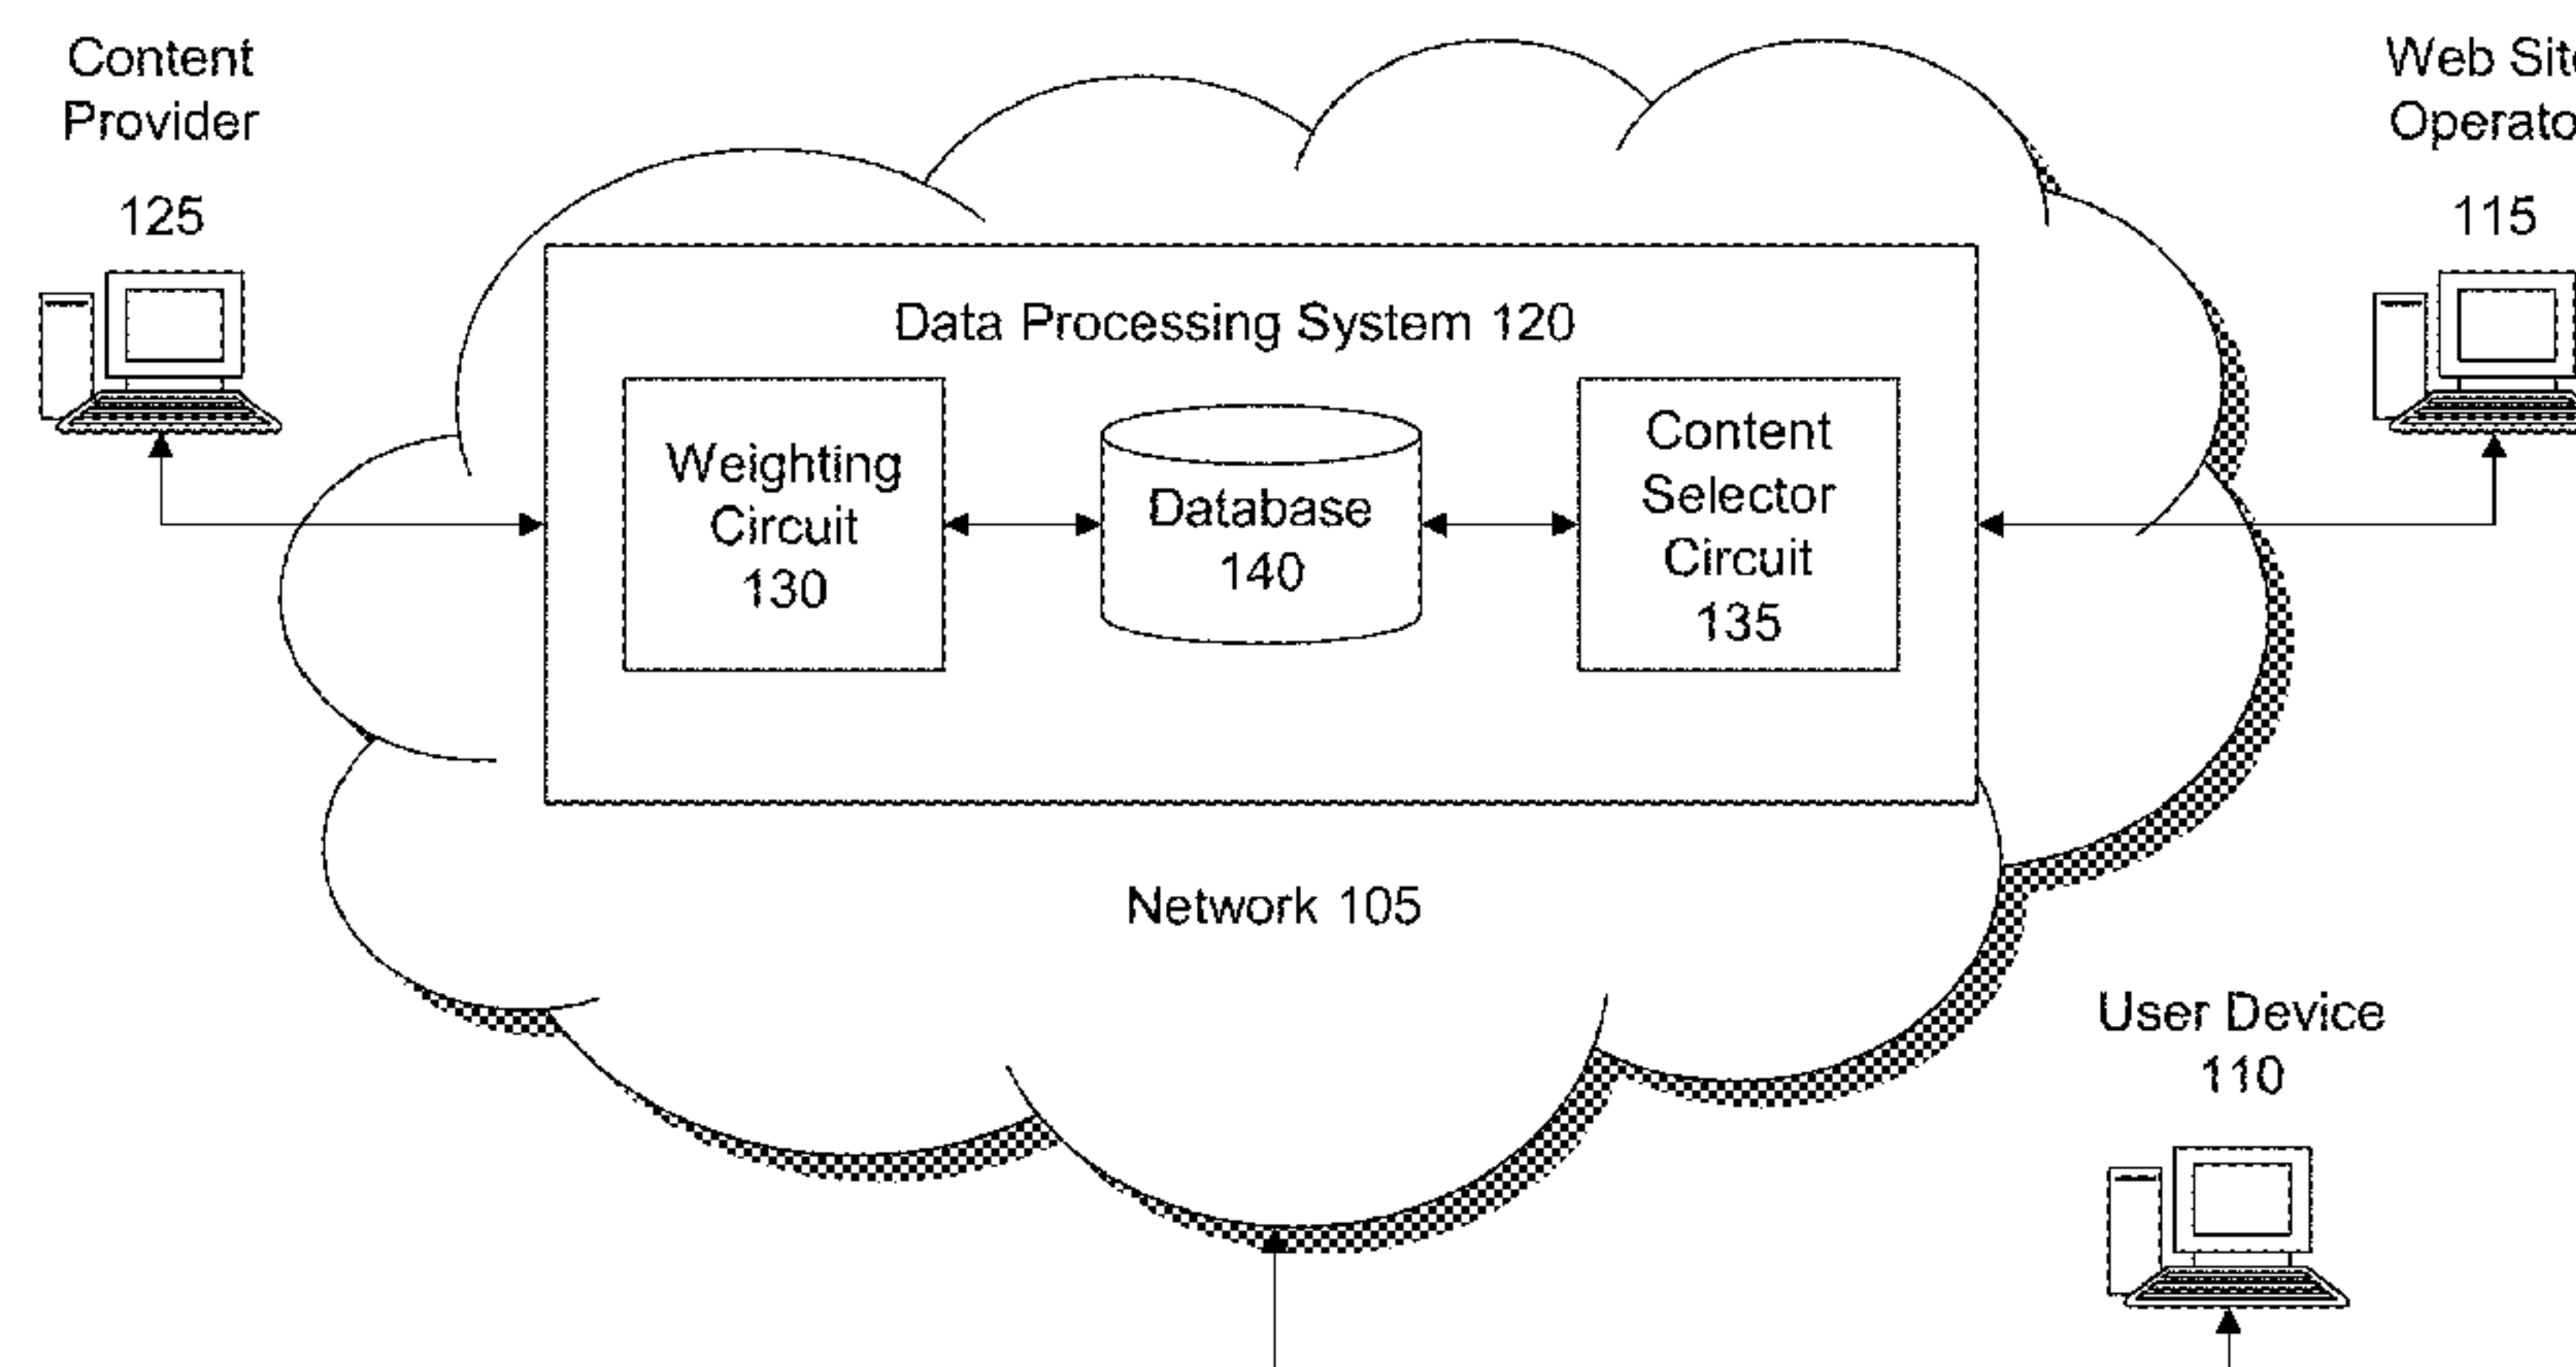 Content
Provider
125
Web Site
Operato
115
Data Processing System 120
Weighting
Circuit
130
Database
140
Content
Selector
Circuit
135
Network 105
User Device
110